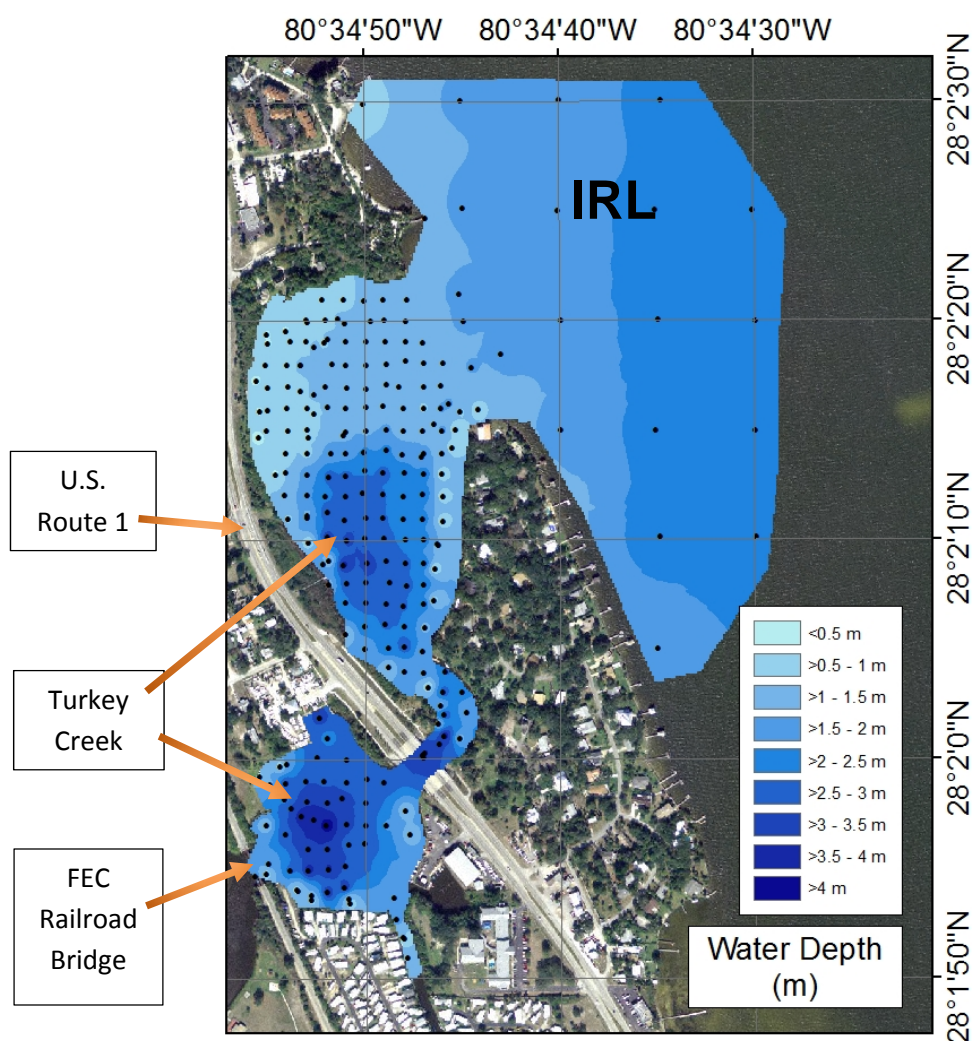 80°34'50"W 80°34'40"W 80°34'30"W
28°2'30"N
IRL
28°2'20"N
U.S.
Route 1
28°2'10"N
Turkey
Creek
28°2'0"N
FEC
Railroad
Bridge
<0.5 m
>0.5 - 1 m
>1 - 1.5 m
>1.5 - 2 m
>2 - 2.5 m
>2.5 - 3 m
>3 - 3.5 m
>3.5 - 4 m
>4 m
Water Depth
(m)
28°1'50"N